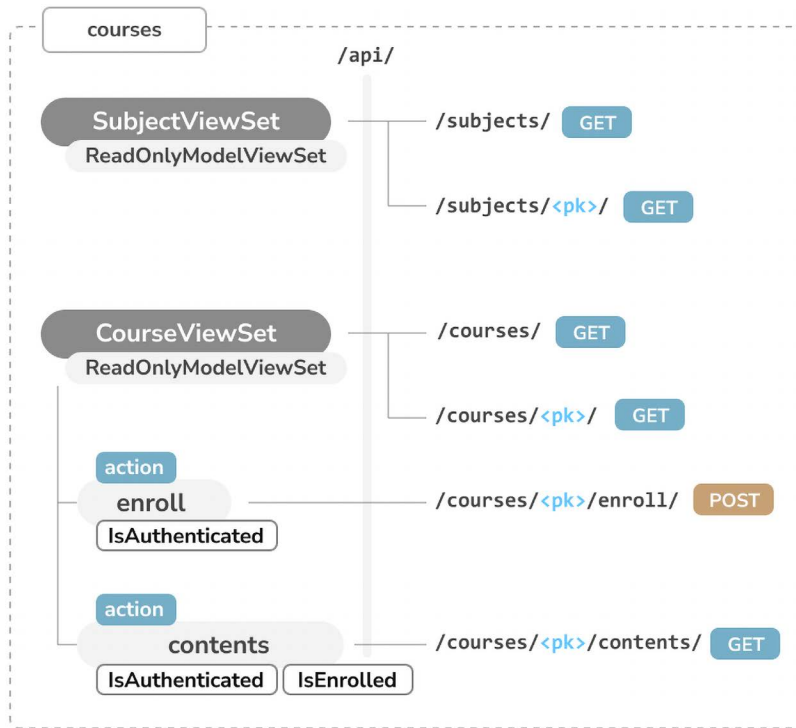 courses
/api/
SubjectViewSet
ReadOnlyModelViewSet
/subjects/ GET
/subjects/<pk>/ GET
CourseViewSet
ReadOnlyModelViewSet
/courses/ GET
/courses/<pk>/ GET
action
enroll
IsAuthenticated
/courses/<pk>/enroll/ POST
action
contents
IsAuthenticated IsEnrolled
/courses/<pk>/contents/ GET